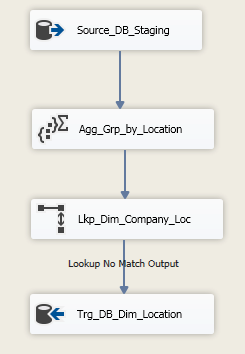 Source_DB_Staging
Agg_Grp_by_Location
Lkp_Dim_Company_Loc
Lookup No Match Output
Trg_DB_Dim_Location